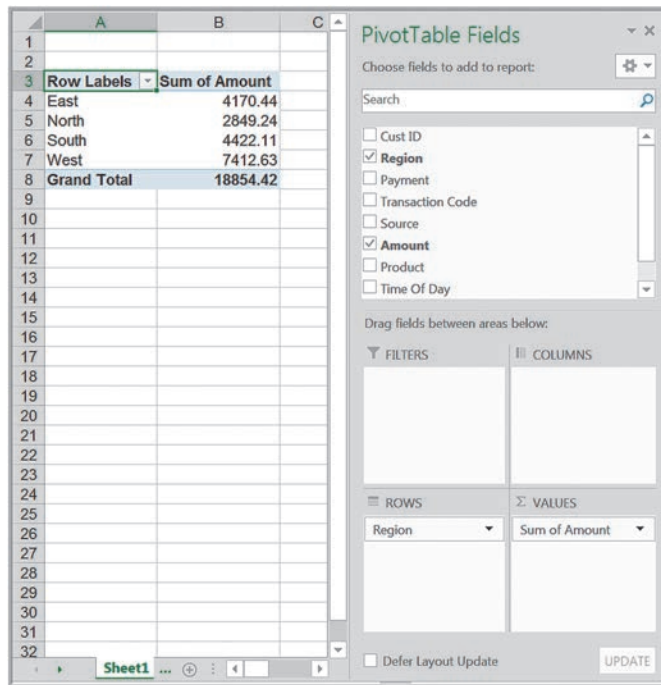 A B C
1
2
3 Row Labels Sum of Amount
4 East 4170.44
5 North 2849.24
6 South 4422.11
7 West 7412.63
8 Grand Total 18854.42
9
10
11
12
13
14
15
16
17
18
19
20
21
22
23
24
25
26
27
28
29
30
31
32
Sheet1 ...
PivotTable Fields
Choose fields to add to report:
Search
Cust ID
Region
Payment
Transaction Code
Source
Amount
Product
Time Of Day
Drag fields between areas below:
FILTERS COLUMNS
ROWS Σ VALUES
Region Sum of Amount
Defer Layout Update UPDATE